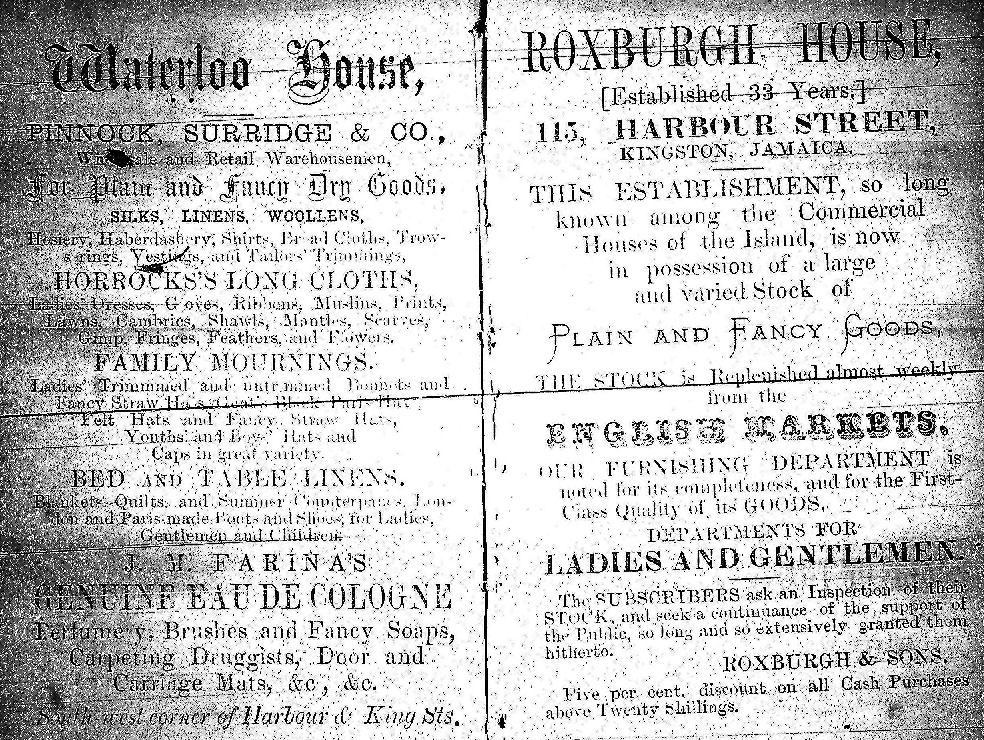 Waterloo House,
PINNOCK, SURRIDGE & CO.,
Wholesale and Retail Warehousemen,
For Plain and Fancy Dry Goods.
SILKS, LINENS, WOOLLENS,
Hosiery, Haberdashery, Shirts, Broad Cloths, Trow-
serings, Vestings, and Tailors' Trimmings,
HORROCKS'S LONG CLOTHS,
Ladies Dresses, Gloves, Ribbons, Muslins, Prints,
Lawns, Cambrics, Shawls, Mantles, Scarves,
Gimp, Fringes, Feathers, and Flowers.
FAMILY MOURNINGS.
Ladies' Trimmed and untrimmed Bonnets and
Fancy Straw Hats, Black Paris Hats,
Felt Hats and Fancy Straw Hats,
Youths' and Boys' Hats and
Caps in great variety.
BED AND TABLE LINENS.
Blankets, Quilts, and Summer Counterpanes, Lon-
don and Paris-made Boots and Shoes, for Ladies,
Gentlemen and Children.
J. M. FARINA'S
GENUINE EAU DE COLOGNE
Perfumery, Brushes and Fancy Soaps,
Carpeting Druggists, Door and
Carriage Mats, &c, &c.
South west corner of Harbour & King Sts.
ROXBURGH HOUSE,
[Established 33 Years.]
115, HARBOUR STREET,
KINGSTON, JAMAICA.
THIS ESTABLISHMENT, so long
known among the Commercial
Houses of the Island, is now
in possession of a large
and varied Stock of
PLAIN AND FANCY GOODS.
THE STOCK is Replenished almost weekly
from the
ENGLISH MARKETS.
OUR FURNISHING DEPARTMENT is
noted for its completeness, and for the First-
Class Quality of its GOODS.
DEPARTMENTS FOR
LADIES AND GENTLEMEN.
The SUBSCRIBERS ask an Inspection of their
STOCK, and seek a continuance of the support of
the Public, so long and so extensively granted them
hitherto.
ROXBURGH & SONS.
Five per cent. discount on all Cash Purchases
above Twenty Shillings.